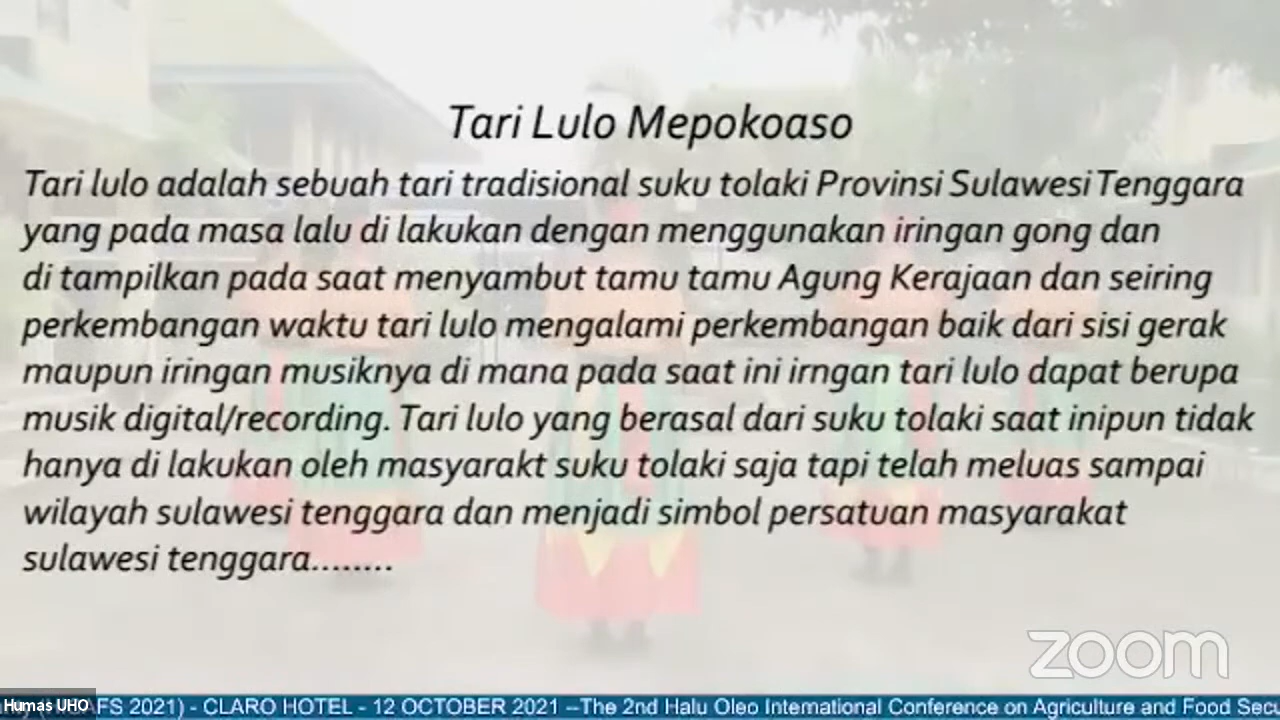 Tari Lulo Mepokoaso
Tari lulo adalah sebuah tari tradisional suku tolaki Provinsi Sulawesi Tenggara
yang pada masa lalu di lakukan dengan menggunakan iringan gong dan
di tampilkan pada saat menyambut tamu tamu Agung Kerajaan dan seiring
perkembangan waktu tari lulo mengalami perkembangan baik dari sisi gerak
maupun iringan musiknya di mana pada saat ini irngan tari lulo dapat berupa
musik digital/recording. Tari lulo yang berasal dari suku tolaki saat inipun tidak
hanya di lakukan oleh masyarakt suku tolaki saja tapi telah meluas sampai
wilayah sulawesi tenggara dan menjadi simbol persatuan masyarakat
sulawesi tenggara.........
zoom
Humas UHO
AFS 2021) - CLARO HOTEL - 12 OCTOBER 2021 --The 2nd Halu Oleo International Conference on Agriculture and Food Secu